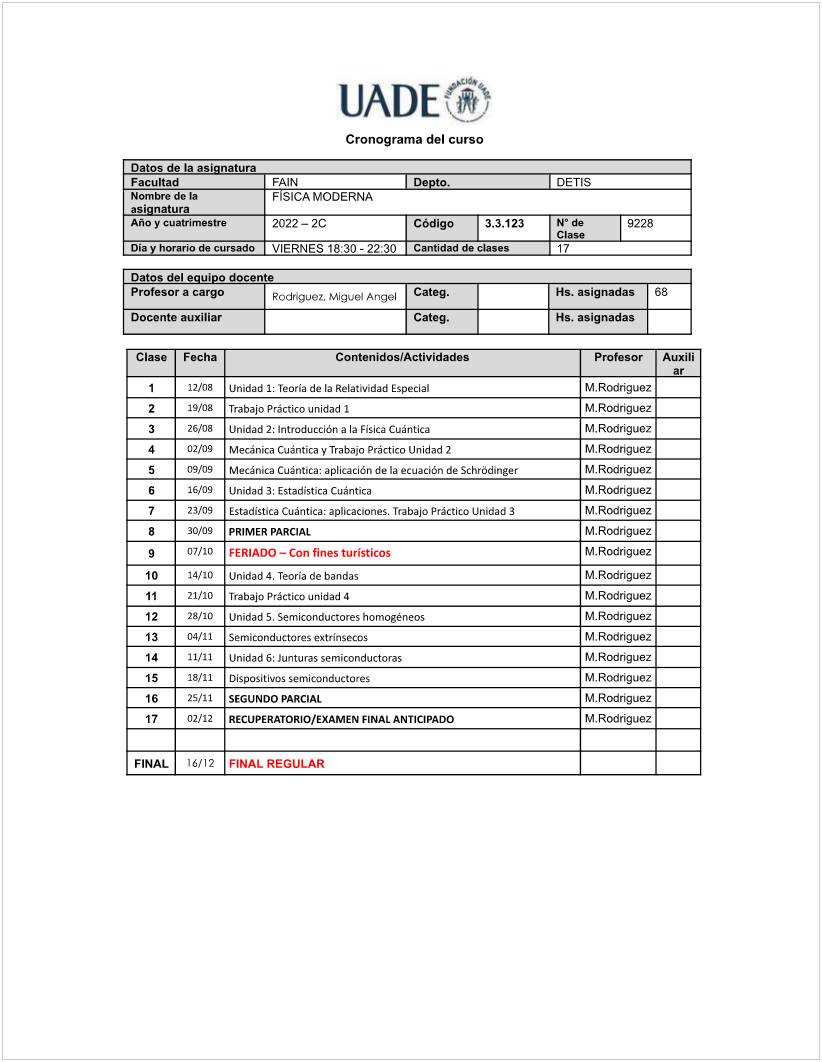 UADE FUNDACIÓN UADE
Cronograma del curso
Datos de la asignatura
Facultad FAIN Depto. DETIS
Nombre de la asignatura FÍSICA MODERNA
Año y cuatrimestre 2022 – 2C Código 3.3.123 N° de Clase 9228
Día y horario de cursado VIERNES 18:30 - 22:30 Cantidad de clases 17
Datos del equipo docente
Profesor a cargo Rodriguez, Miguel Angel Categ. Hs. asignadas 68
Docente auxiliar Categ. Hs. asignadas
Clase Fecha Contenidos/Actividades Profesor Auxiliar
1 12/08 Unidad 1: Teoría de la Relatividad Especial M.Rodriguez
2 19/08 Trabajo Práctico unidad 1 M.Rodriguez
3 26/08 Unidad 2: Introducción a la Física Cuántica M.Rodriguez
4 02/09 Mecánica Cuántica y Trabajo Práctico Unidad 2 M.Rodriguez
5 09/09 Mecánica Cuántica: aplicación de la ecuación de Schrödinger M.Rodriguez
6 16/09 Unidad 3: Estadística Cuántica M.Rodriguez
7 23/09 Estadística Cuántica: aplicaciones. Trabajo Práctico Unidad 3 M.Rodriguez
8 30/09 PRIMER PARCIAL M.Rodriguez
9 07/10 FERIADO – Con fines turísticos M.Rodriguez
10 14/10 Unidad 4. Teoría de bandas M.Rodriguez
11 21/10 Trabajo Práctico unidad 4 M.Rodriguez
12 28/10 Unidad 5. Semiconductores homogéneos M.Rodriguez
13 04/11 Semiconductores extrínsecos M.Rodriguez
14 11/11 Unidad 6: Junturas semiconductoras M.Rodriguez
15 18/11 Dispositivos semiconductores M.Rodriguez
16 25/11 SEGUNDO PARCIAL M.Rodriguez
17 02/12 RECUPERATORIO/EXAMEN FINAL ANTICIPADO M.Rodriguez
FINAL 16/12 FINAL REGULAR